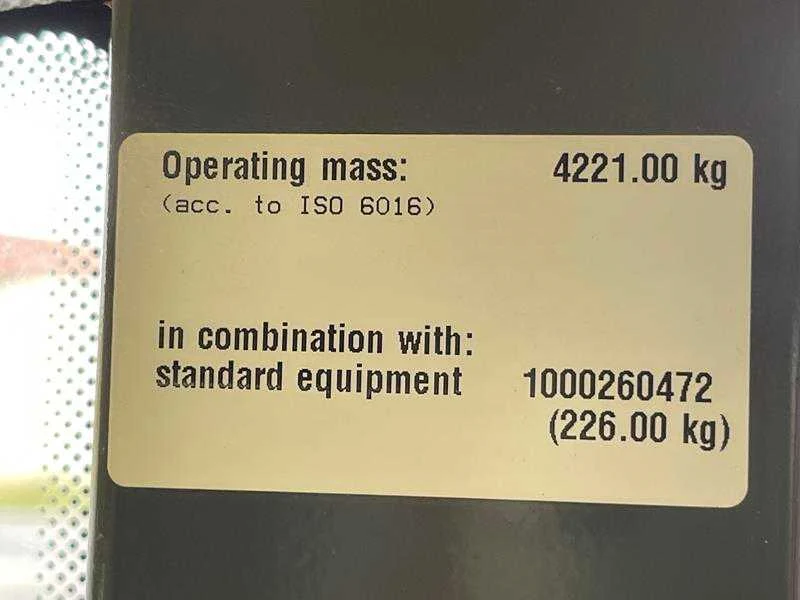 Operating mass: 4221.00 kg
(acc. to ISO 6016)
in combination with:
standard equipment 1000260472
(226.00 kg)